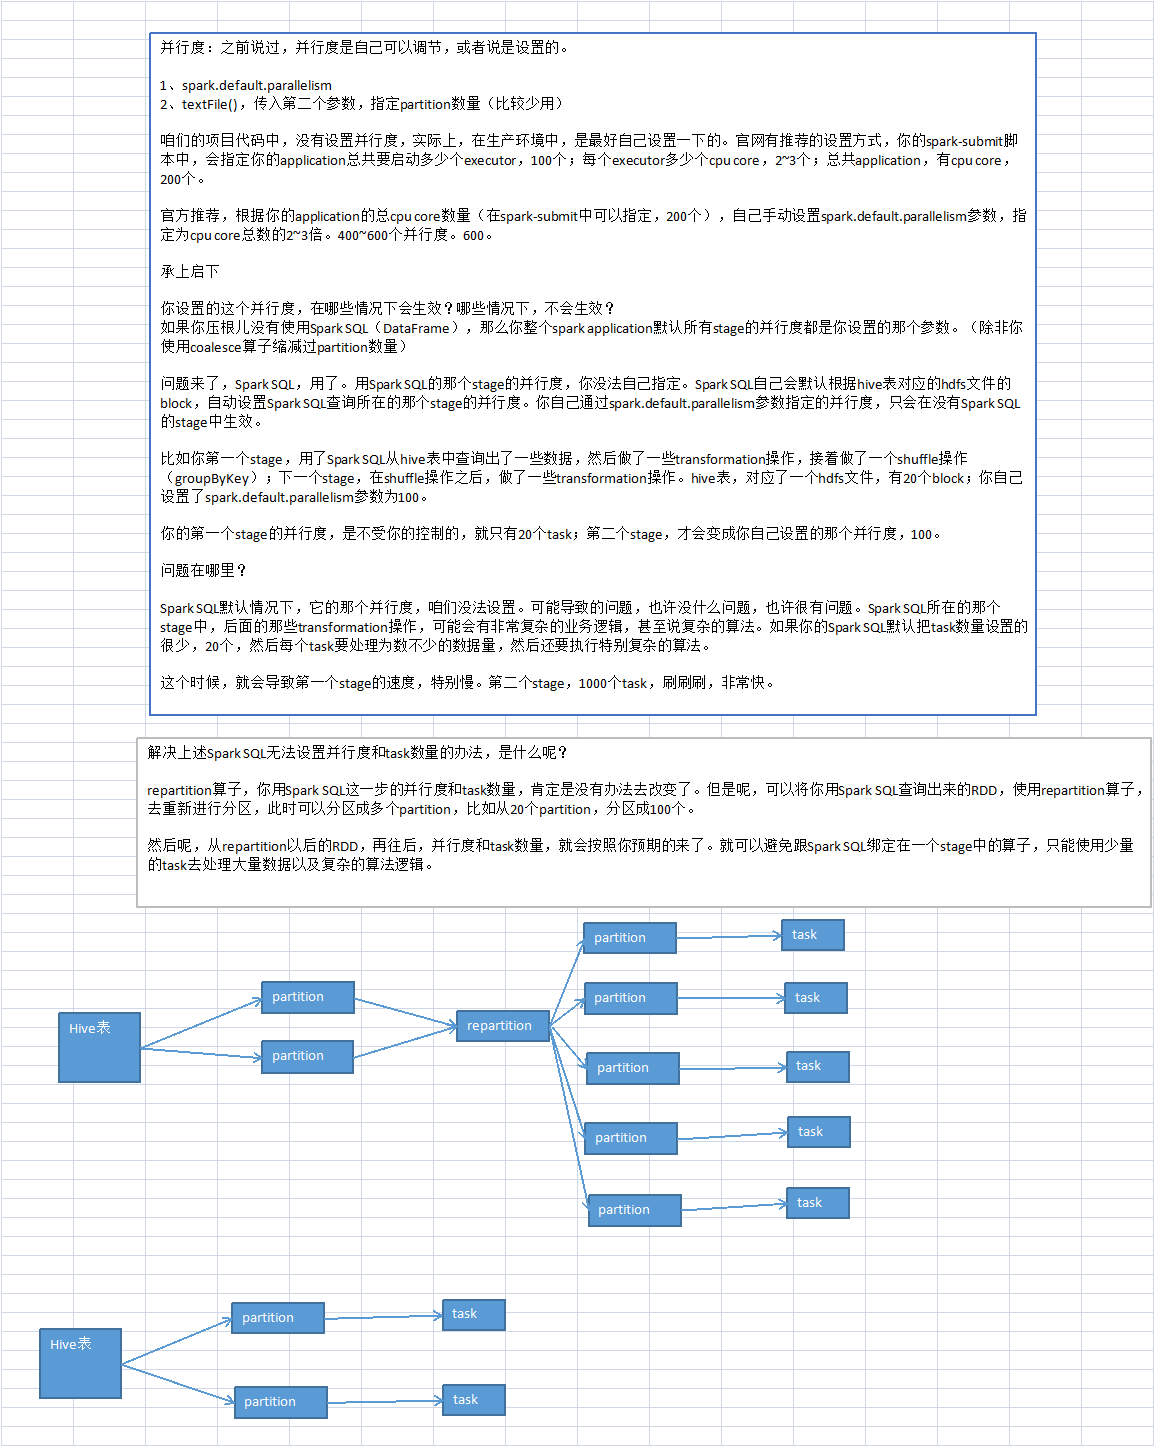 并行度：之前说过，并行度是自己可以调节，或者说是设置的。
1、spark.default.parallelism
2、textFile()，传入第二个参数，指定partition数量（比较少用）
咱们的项目代码中，没有设置并行度，实际上，在生产环境中，是最好自己设置一下的。官网有推荐的设置方式，你的spark-submit脚
本中，会指定你的application总共要启动多少个executor，100个；每个executor多少个cpu core，2~3个；总共application，有cpu core，
200个。
官方推荐，根据你的application的总cpu core数量（在spark-submit中可以指定，200个），自己手动设置spark.default.parallelism参数，指
定为cpu core总数的2~3倍。400~600个并行度。600。
承上启下
你设置的这个并行度，在哪些情况下会生效？哪些情况下，不会生效？
如果你压根儿没有使用Spark SQL（DataFrame），那么你整个spark application默认所有stage的并行度都是你设置的那个参数。（除非你
使用coalesce算子缩减过partition数量）
问题来了，Spark SQL，用了。用Spark SQL的那个stage的并行度，你没法自己指定。Spark SQL自己会默认根据hive表对应的hdfs文件的
block，自动设置Spark SQL查询所在的那个stage的并行度。你自己通过spark.default.parallelism参数指定的并行度，只会在没有Spark SQL
的stage中生效。
比如你第一个stage，用了Spark SQL从hive表中查询出了一些数据，然后做了一些transformation操作，接着做了一个shuffle操作
（groupByKey）；下一个stage，在shuffle操作之后，做了一些transformation操作。hive表，对应了一个hdfs文件，有20个block；你自己
设置了spark.default.parallelism参数为100。
你的第一个stage的并行度，是不受你的控制的，就只有20个task；第二个stage，才会变成你自己设置的那个并行度，100。
问题在哪里？
Spark SQL默认情况下，它的那个并行度，咱们没法设置。可能导致的问题，也许没什么问题，也许很有问题。Spark SQL所在的那个
stage中，后面的那些transformation操作，可能会有非常复杂的业务逻辑，甚至说复杂的算法。如果你的Spark SQL默认把task数量设置的
很少，20个，然后每个task要处理为数不少的数据量，然后还要执行特别复杂的算法。
这个时候，就会导致第一个stage的速度，特别慢。第二个stage，1000个task，刷刷刷，非常快。
解决上述Spark SQL无法设置并行度和task数量的办法，是什么呢？
repartition算子，你用Spark SQL这一步的并行度和task数量，肯定是没有办法去改变了。但是呢，可以将你用Spark SQL查询出来的RDD，使用repartition算子，
去重新进行分区，此时可以分区成多个partition，比如从20个partition，分区成100个。
然后呢，从repartition以后的RDD，再往后，并行度和task数量，就会按照你预期的来了。就可以避免跟Spark SQL绑定在一个stage中的算子，只能使用少量
的task去处理大量数据以及复杂的算法逻辑。
partition
task
partition
partition
task
Hive表
repartition
partition
partition
task
partition
task
partition
task
partition
task
Hive表
partition
task